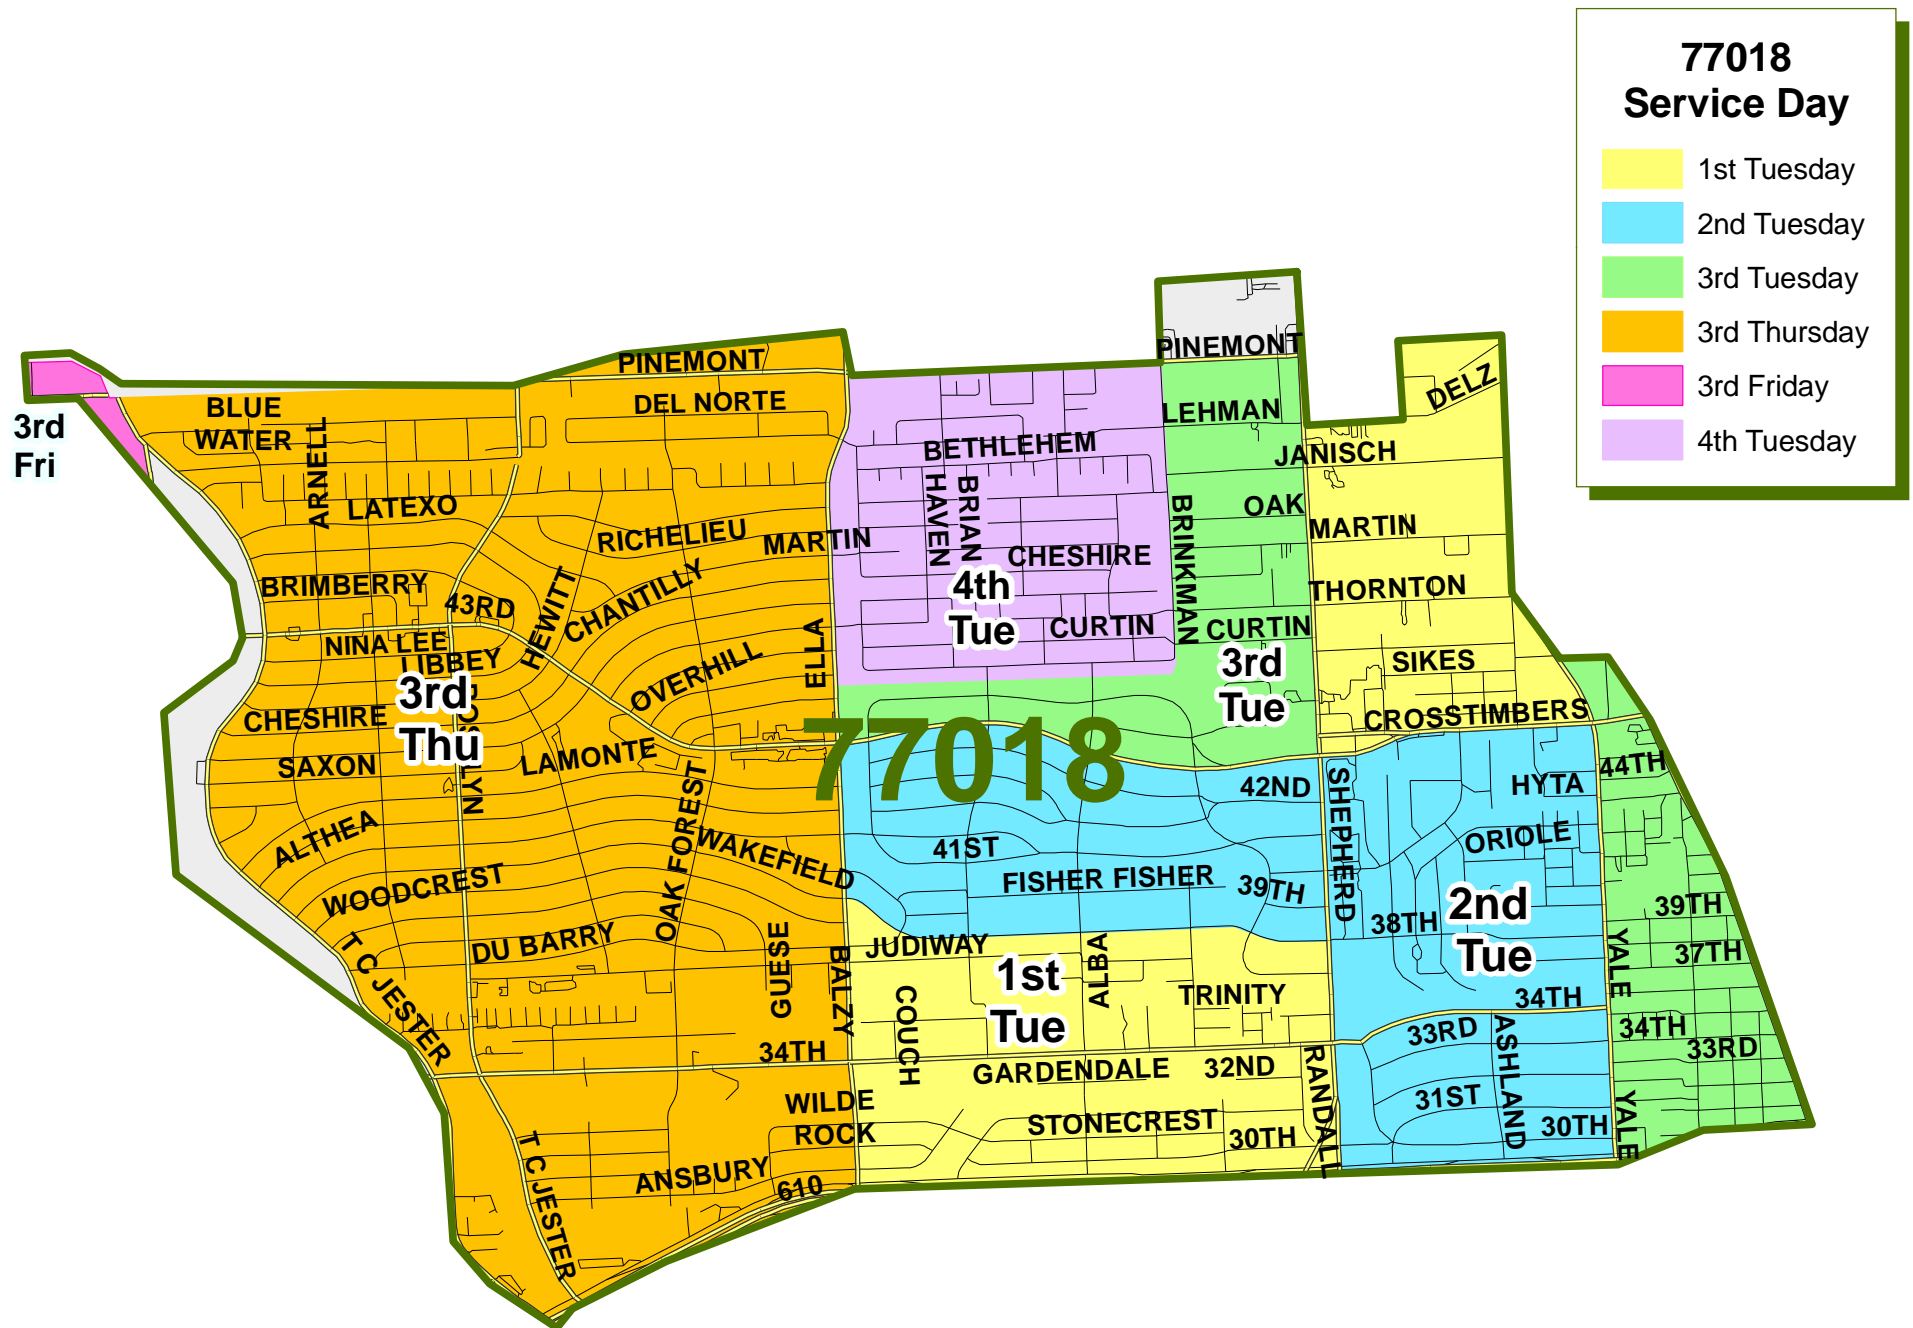 77018
Service Day
1st Tuesday
2nd Tuesday
3rd Tuesday
3rd Thursday
3rd Friday
4th Tuesday
PINEMONT
PINEMONT
DELZ
3rd
Fri
BLUE
WATER
ARNELL
DEL NORTE
LEHMAN
BETHLEHEM
JANISCH
LATEXO
HAVEN
BRIAN
BRINKMAN
OAK
RICHELIEU
MARTIN
MARTIN
CHESHIRE
BRIMBERRY
43RD
HEWITT
CHANTILLY
4th
Tue
THORNTON
NINA LEE
LIBBEY
ELLA
CURTIN
CURTIN
3rd
Thu
ROSSLYN
OVERHILL
3rd
Tue
SIKES
CHESHIRE
CROSSTIMBERS
SAXON
LAMONTE
77018
42ND
SHEPHERD
HYTA
44TH
ALTHEA
OAK FOREST
WAKEFIELD
41ST
ORIOLE
WOODCREST
FISHER FISHER
39TH
38TH
2nd
Tue
39TH
T C JESTER
DU BARRY
GUESE
BALZY
JUDIWAY
1st
Tue
ALBA
YALE
37TH
COUCH
TRINITY
34TH
34TH
34TH
33RD
ASHLAND
33RD
GARDENDALE
32ND
RANDALL
WILDE
ROCK
STONECREST
30TH
31ST
30TH
YALE
T C JESTER
ANSBURY
610